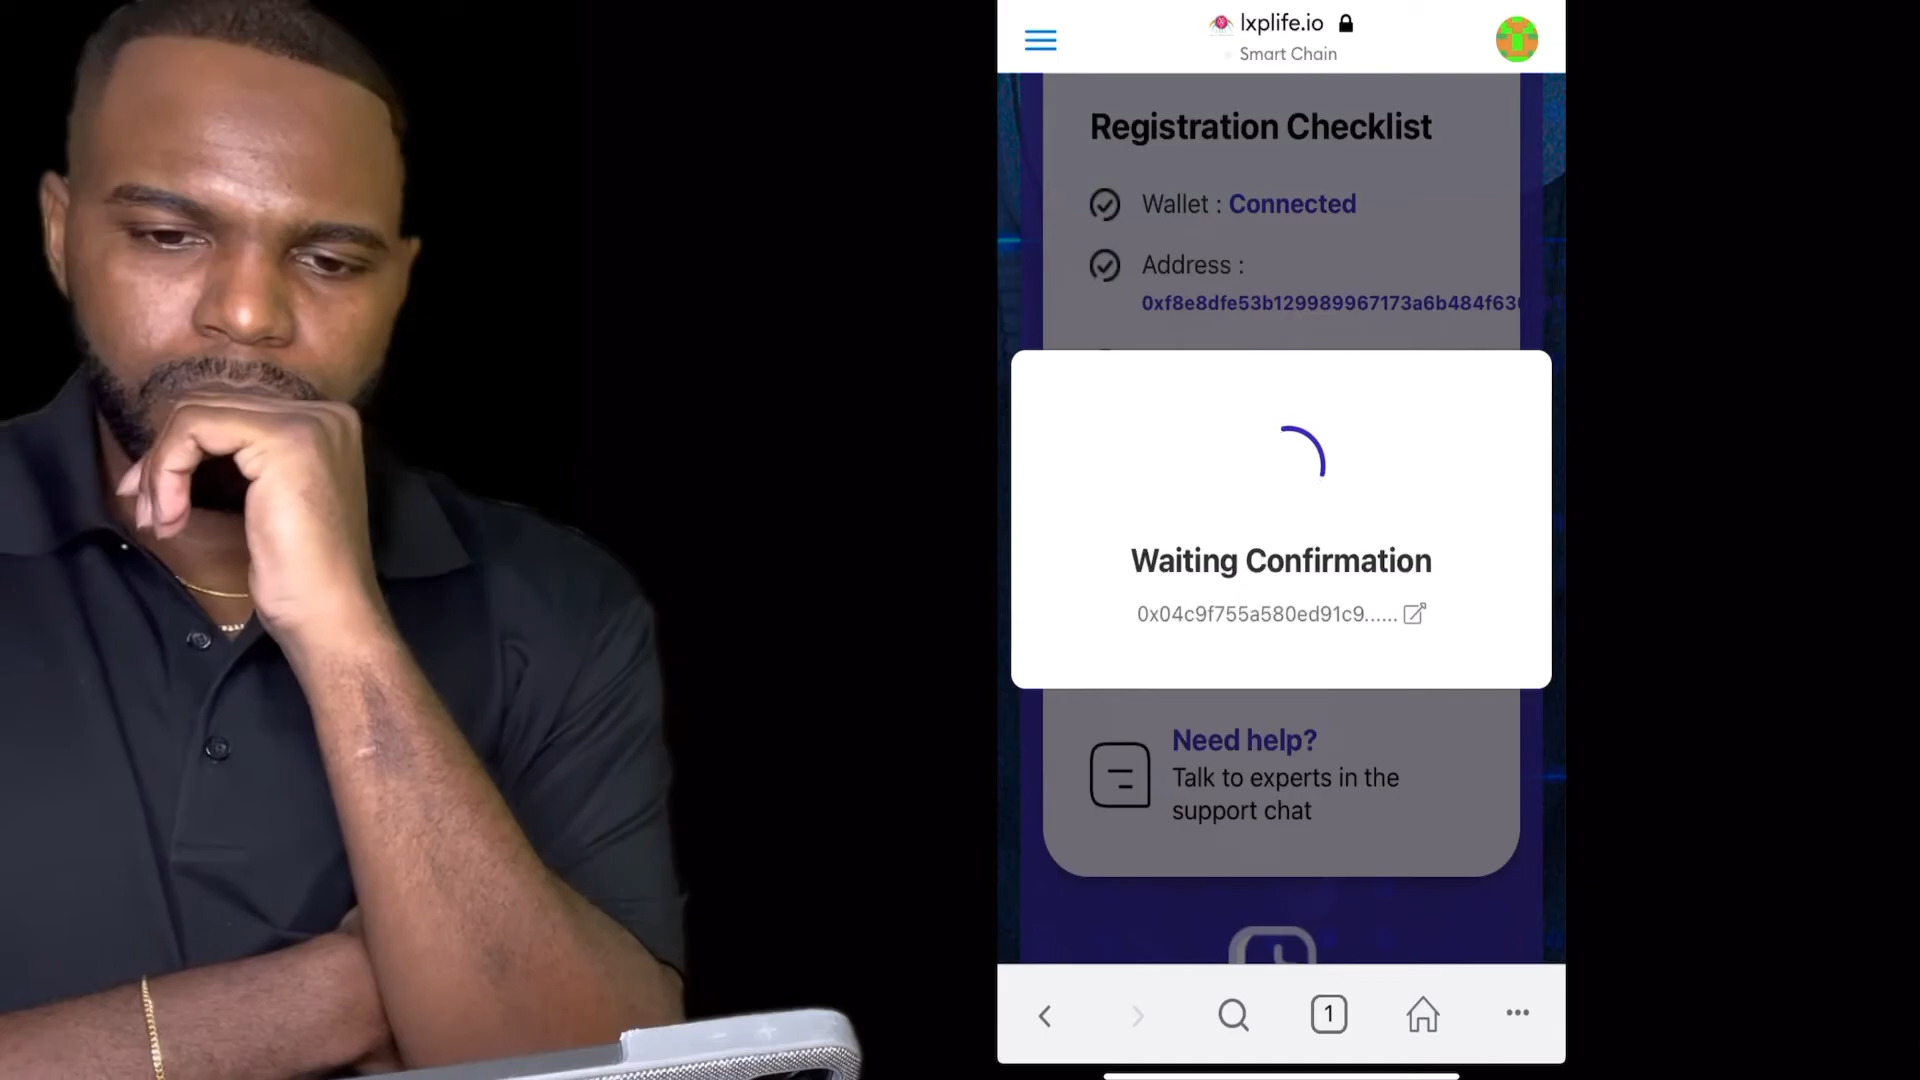 lxplife.io
Smart Chain
Registration Checklist
Wallet : Connected
Address :
0xf8e8dfe53b129989967173a6b484f63
Waiting Confirmation
0x04c9f755a580ed91c9......
Need help?
Talk to experts in the
support chat
1